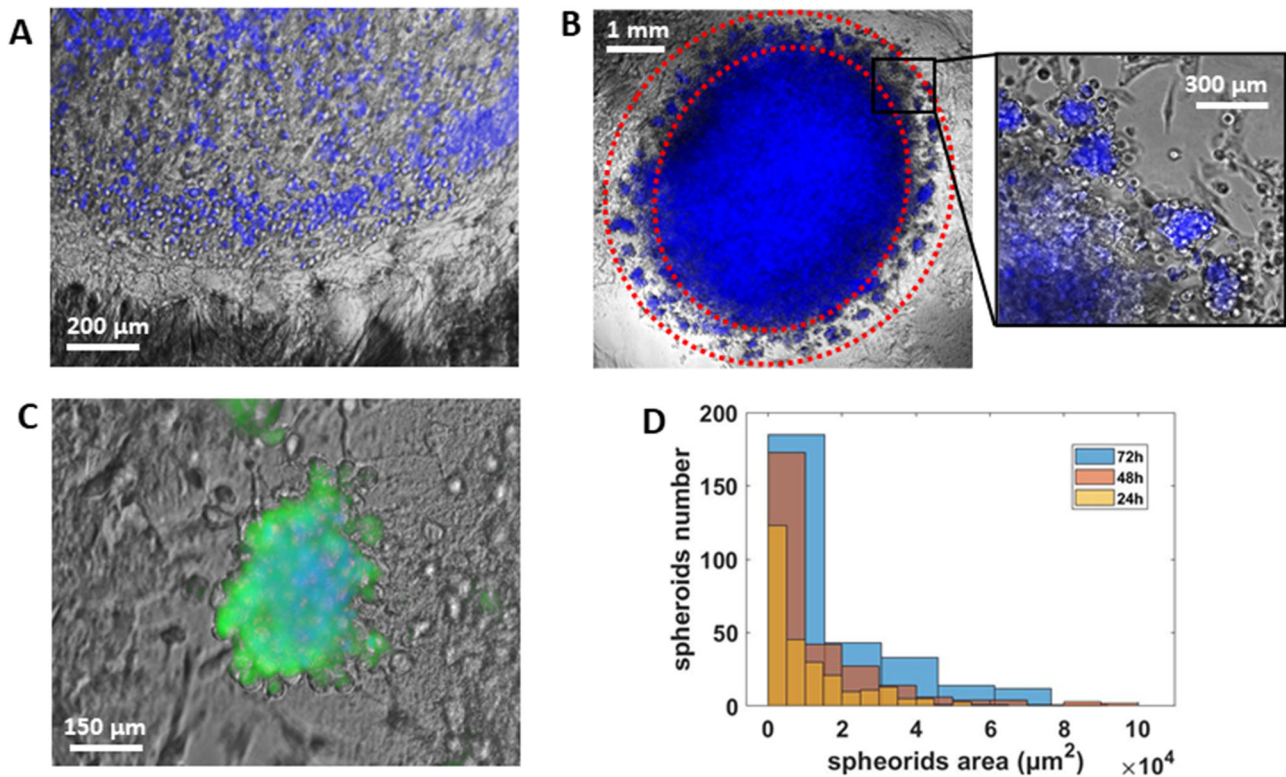 A
200 µm
B
1 mm
300 µm
C
150 µm
D
200
150
100
50
0
spheroids number
72h
48h
24h
0 2 4 6 8 10
spheorids area (µm²)
×10⁴